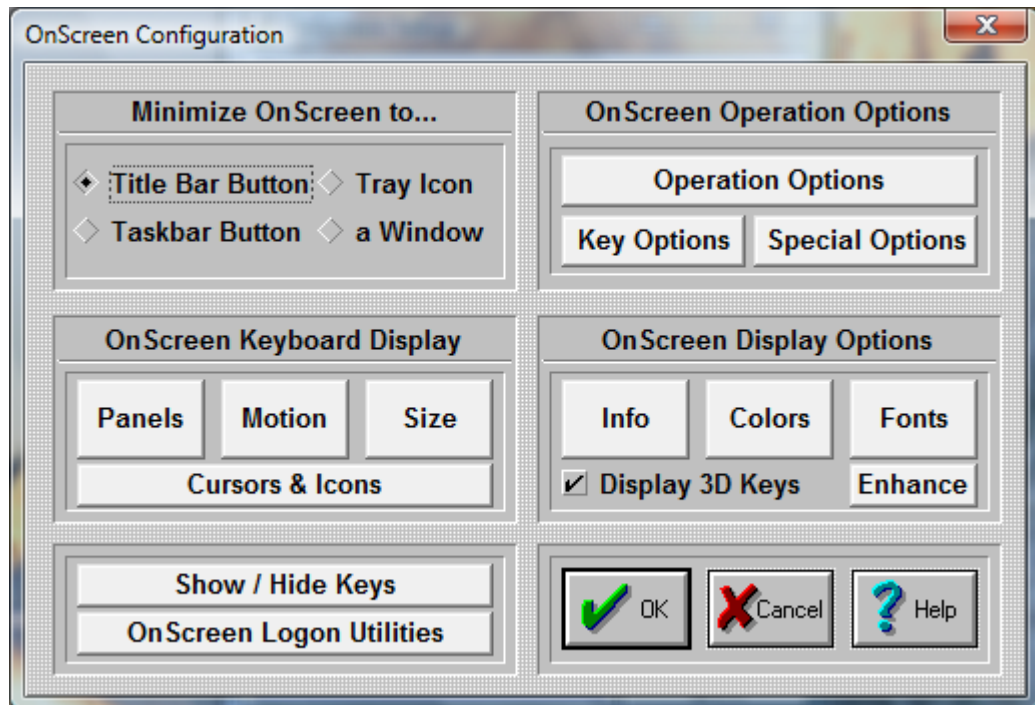 OnScreen Configuration
Minimize OnScreen to...
Title Bar Button
Tray Icon
Taskbar Button
a Window
OnScreen Operation Options
Operation Options
Key Options
Special Options
OnScreen Keyboard Display
Panels
Motion
Size
Cursors & Icons
OnScreen Display Options
Info
Colors
Fonts
Display 3D Keys
Enhance
Show / Hide Keys
OnScreen Logon Utilities
OK
Cancel
Help